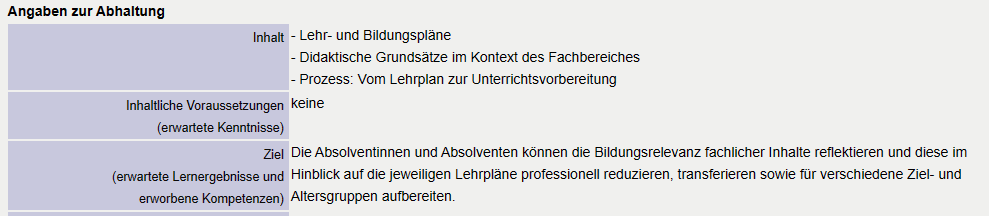 Angaben zur Abhaltung
Inhalt
- Lehr- und Bildungspläne
- Didaktische Grundsätze im Kontext des Fachbereiches
- Prozess: Vom Lehrplan zur Unterrichtsvorbereitung
Inhaltliche Voraussetzungen
(erwartete Kenntnisse)
keine
Ziel
(erwartete Lernergebnisse und
erworbene Kompetenzen)
Die Absolventinnen und Absolventen können die Bildungsrelevanz fachlicher Inhalte reflektieren und diese im
Hinblick auf die jeweiligen Lehrpläne professionell reduzieren, transferieren sowie für verschiedene Ziel- und
Altersgruppen aufbereiten.